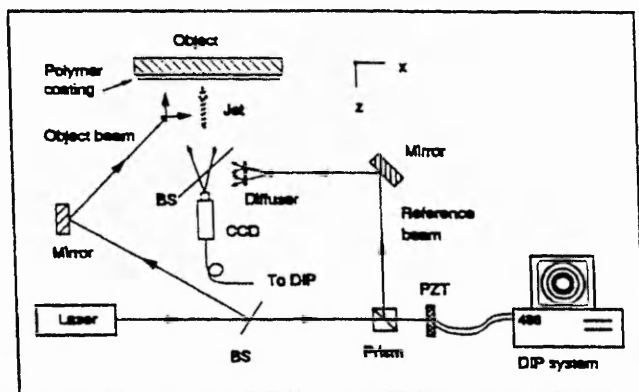 Object
Polymer
coating
x
z
Jet
Object beam
Mirror
BS
Diffuser
CCD
Reference
beam
Mirror
To DIP
PZT
Laser
BS
Prism
486
DIP system